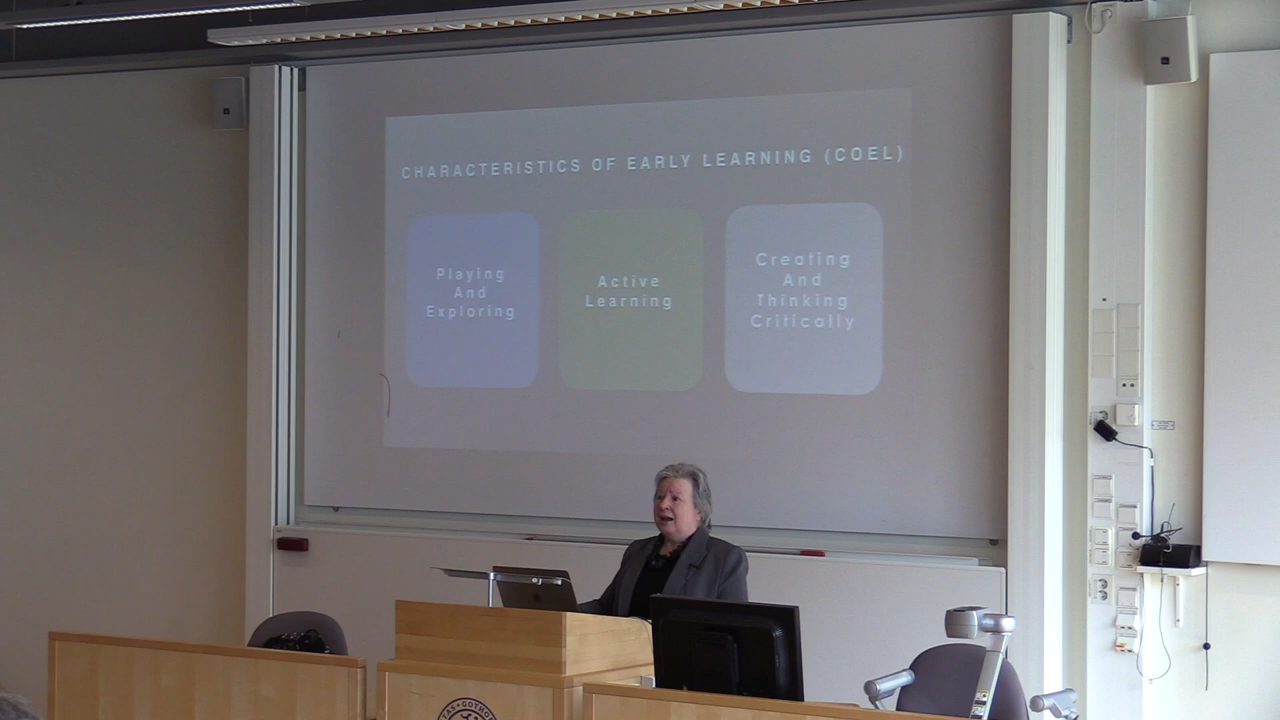 CHARACTERISTICS OF EARLY LEARNING (COEL)
Playing
And
Exploring
Active
Learning
Creating
And
Thinking
Critically